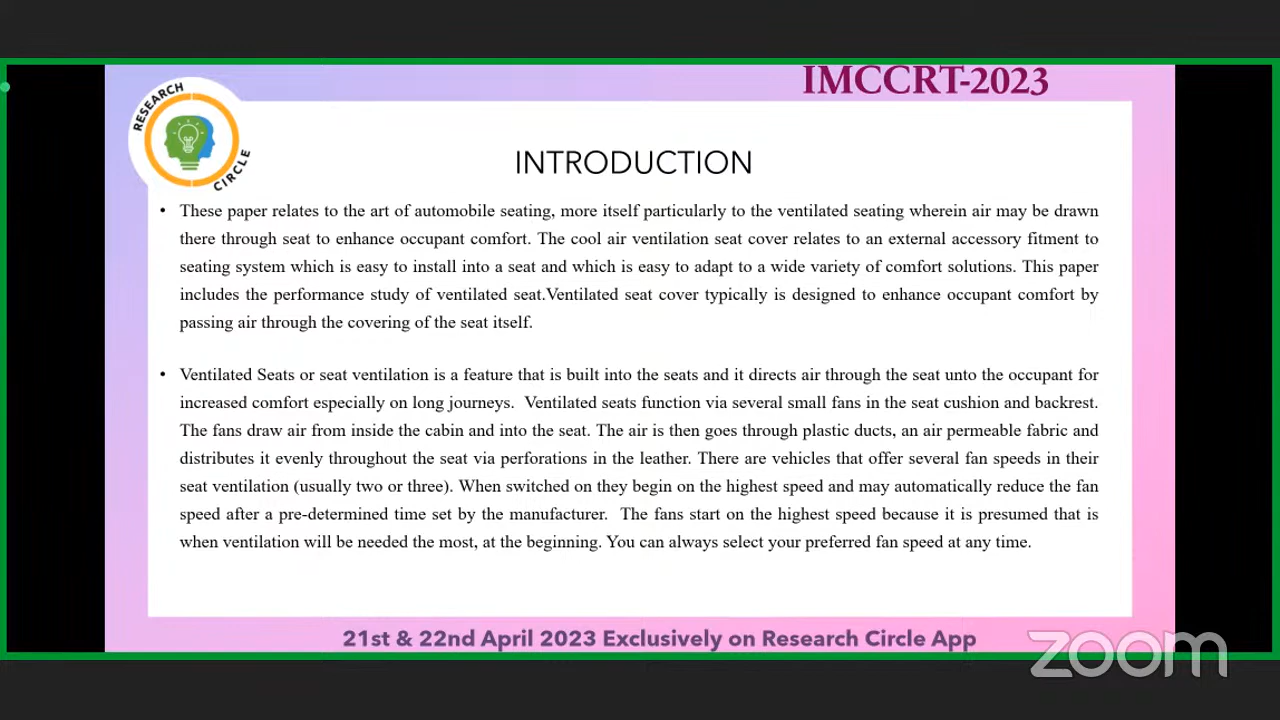 IMCCRT-2023
RESEARCH
CIRCLE
INTRODUCTION
• These paper relates to the art of automobile seating, more itself particularly to the ventilated seating wherein air may be drawn
there through seat to enhance occupant comfort. The cool air ventilation seat cover relates to an external accessory fitment to
seating system which is easy to install into a seat and which is easy to adapt to a wide variety of comfort solutions. This paper
includes the performance study of ventilated seat.Ventilated seat cover typically is designed to enhance occupant comfort by
passing air through the covering of the seat itself.
• Ventilated Seats or seat ventilation is a feature that is built into the seats and it directs air through the seat unto the occupant for
increased comfort especially on long journeys.  Ventilated seats function via several small fans in the seat cushion and backrest.
The fans draw air from inside the cabin and into the seat. The air is then goes through plastic ducts, an air permeable fabric and
distributes it evenly throughout the seat via perforations in the leather. There are vehicles that offer several fan speeds in their
seat ventilation (usually two or three). When switched on they begin on the highest speed and may automatically reduce the fan
speed after a pre-determined time set by the manufacturer.  The fans start on the highest speed because it is presumed that is
when ventilation will be needed the most, at the beginning. You can always select your preferred fan speed at any time.
21st & 22nd April 2023 Exclusively on Research Circle App
zoom